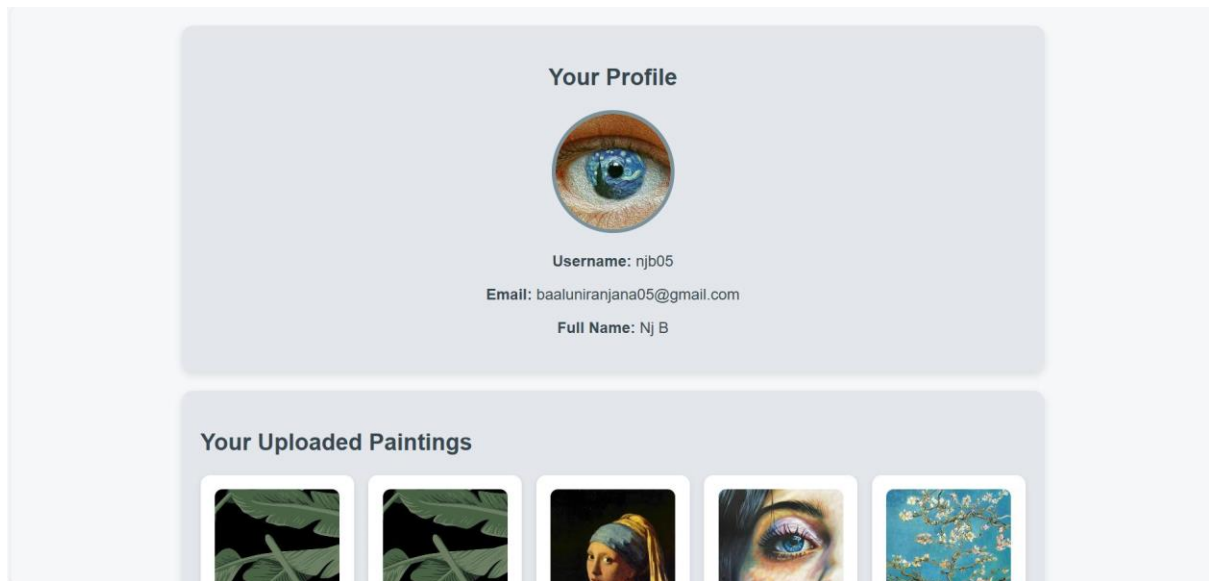 Your Profile
Username: njb05
Email: baaluniranjana05@gmail.com
Full Name: Nj B
Your Uploaded Paintings